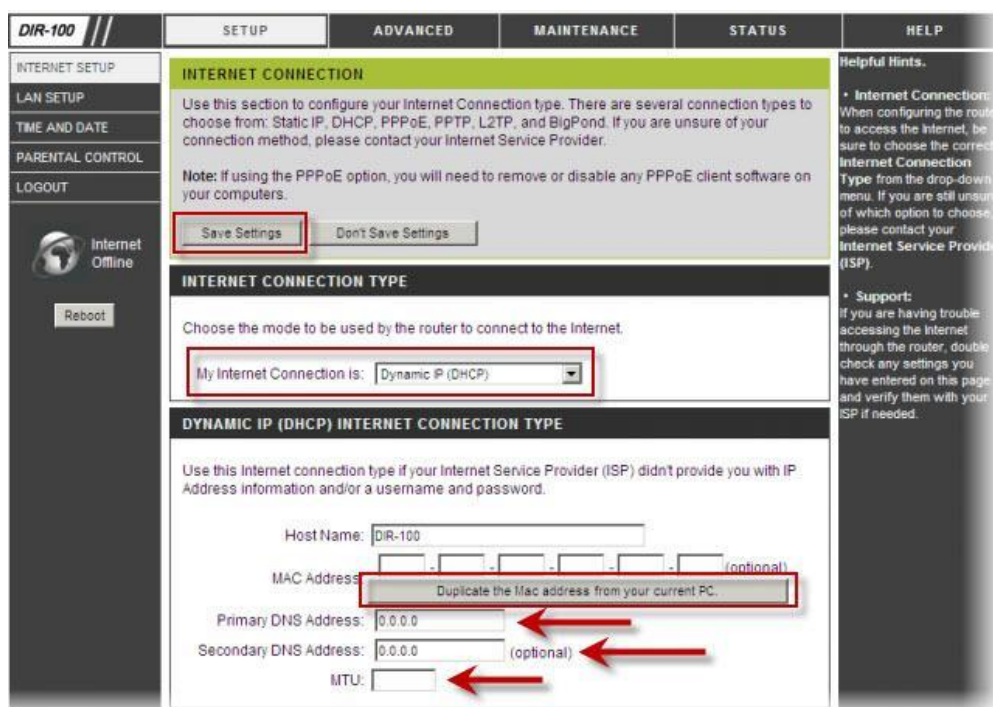 DIR-100
SETUP
ADVANCED
MAINTENANCE
STATUS
HELP
INTERNET SETUP
LAN SETUP
TIME AND DATE
PARENTAL CONTROL
LOGOUT
Internet
Offline
Reboot
INTERNET CONNECTION
Use this section to configure your Internet Connection type. There are several connection types to
choose from: Static IP, DHCP, PPPoE, PPTP, L2TP, and BigPond. If you are unsure of your
connection method, please contact your Internet Service Provider.
Note: If using the PPPoE option, you will need to remove or disable any PPPoE client software on
your computers.
Save Settings
Don't Save Settings
INTERNET CONNECTION TYPE
Choose the mode to be used by the router to connect to the Internet.
My Internet Connection is: Dynamic IP (DHCP)
DYNAMIC IP (DHCP) INTERNET CONNECTION TYPE
Use this Internet connection type if your Internet Service Provider (ISP) didn't provide you with IP
Address information and/or a username and password.
Host Name: DIR-100
- - - - - (optional)
MAC Address:
Duplicate the Mac address from your current PC.
Primary DNS Address: 0.0.0.0
Secondary DNS Address: 0.0.0.0 (optional)
MTU:
Helpful Hints.
• Internet Connection:
When configuring the
to access the Internet, be
sure to choose the
Internet Connection
Type from the drop-down
menu. If you are still
of which option to choose,
please contact your
Internet Service
(ISP).
• Support:
If you are having trouble
accessing the Internet
through the router, double
check any settings you
have entered on this page
and verify them with your
ISP if needed.